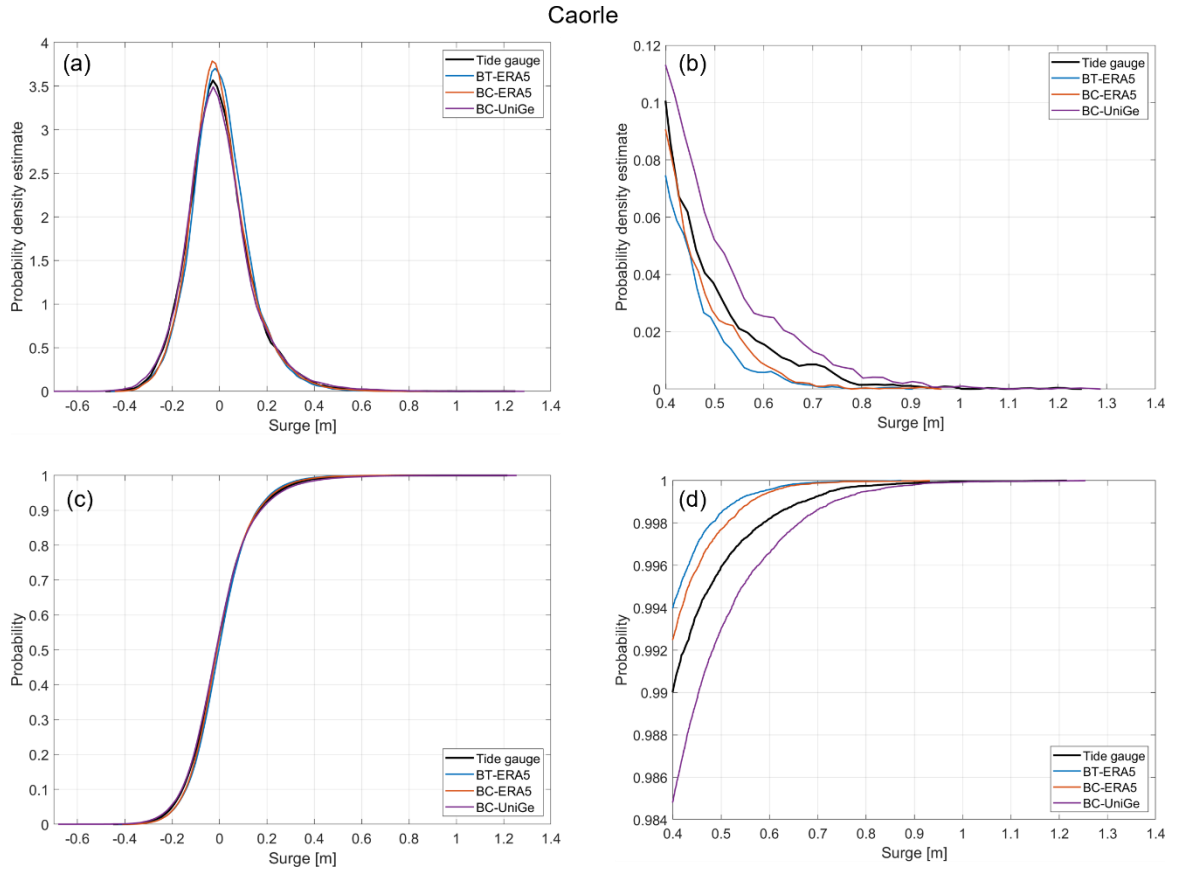 Caorle
(a)
Tide gauge
BT-ERA5
BC-ERA5
BC-UniGe
Probability density estimate
4
3.5
3
2.5
2
1.5
1
0.5
0
-0.6 -0.4 -0.2 0 0.2 0.4 0.6 0.8 1 1.2 1.4
Surge [m]
(b)
Tide gauge
BT-ERA5
BC-ERA5
BC-UniGe
Probability density estimate
0.12
0.1
0.08
0.06
0.04
0.02
0
0.4 0.5 0.6 0.7 0.8 0.9 1 1.1 1.2 1.3 1.4
Surge [m]
(c)
Probability
1
0.9
0.8
0.7
0.6
0.5
0.4
0.3
0.2
0.1
0
Tide gauge
BT-ERA5
BC-ERA5
BC-UniGe
-0.6 -0.4 -0.2 0 0.2 0.4 0.6 0.8 1 1.2 1.4
Surge [m]
(d)
Probability
1
0.998
0.996
0.994
0.992
0.99
0.988
0.986
0.984
Tide gauge
BT-ERA5
BC-ERA5
BC-UniGe
0.4 0.5 0.6 0.7 0.8 0.9 1 1.1 1.2 1.3 1.4
Surge [m]